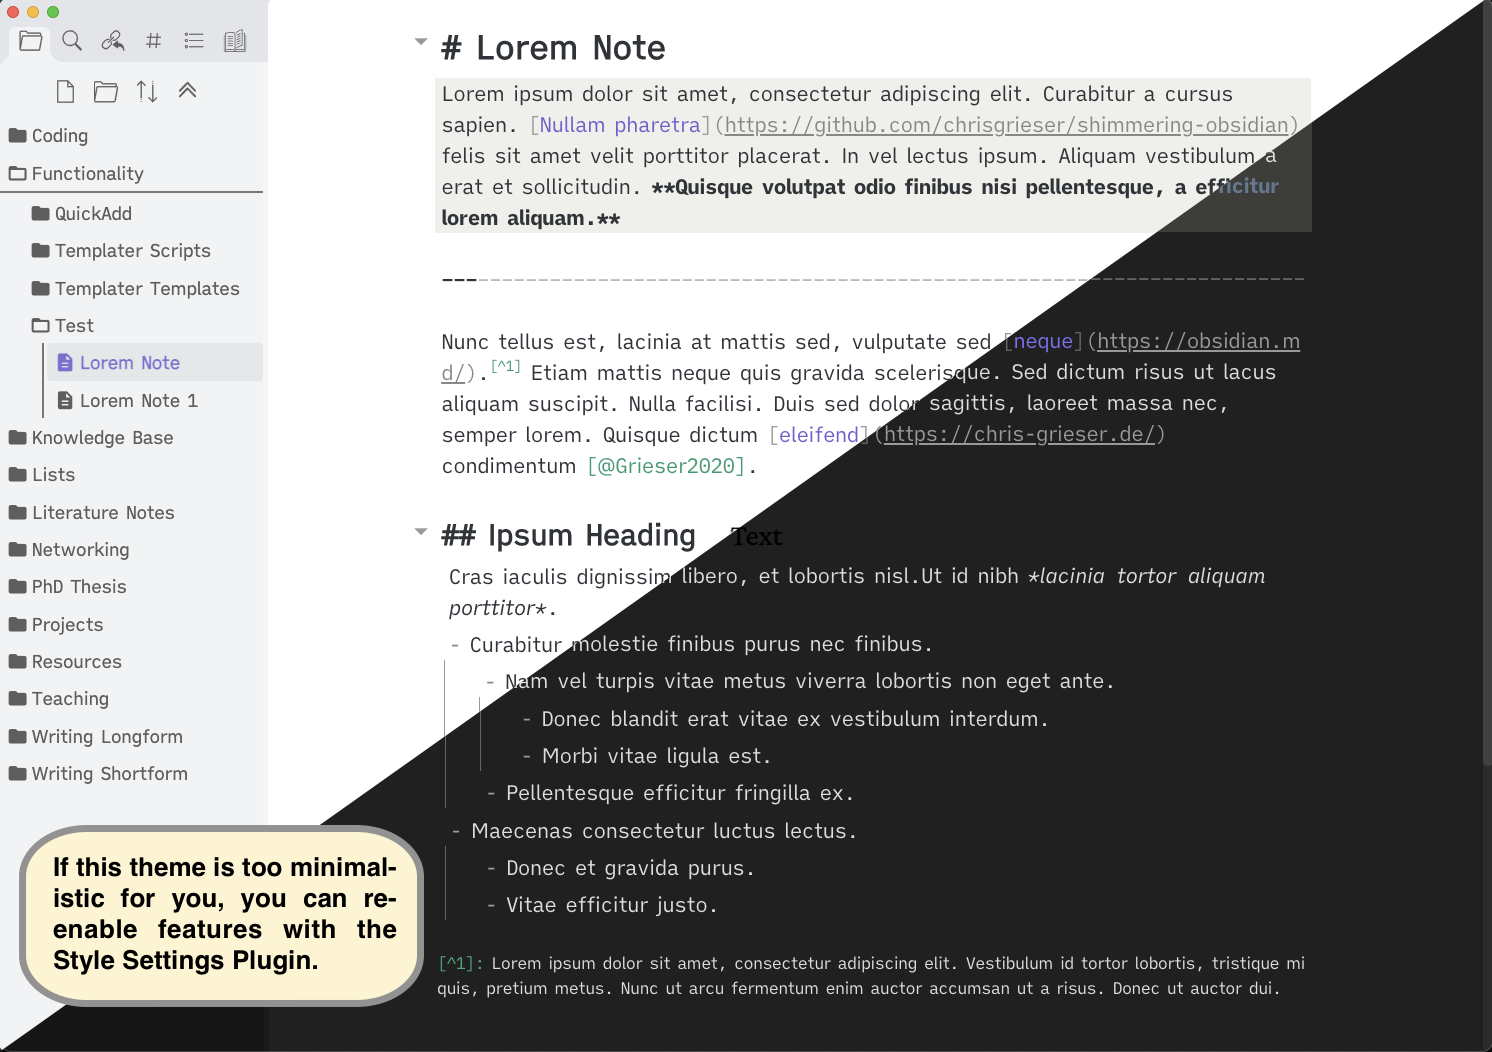 Coding
Functionality
QuickAdd
Templater Scripts
Templater Templates
Test
Lorem Note
Lorem Note 1
Knowledge Base
Lists
Literature Notes
Networking
PhD Thesis
Projects
Resources
Teaching
Writing Longform
Writing Shortform
If this theme is too minimal-
istic for you, you can re-
enable features with the
Style Settings Plugin.
# Lorem Note
Lorem ipsum dolor sit amet, consectetur adipiscing elit. Curabitur a cursus
sapien. [Nullam pharetra](https://github.com/chrisgrieser/shimmering-obsidian)
felis sit amet velit porttitor placerat. In vel lectus ipsum. Aliquam vestibulum a
erat et sollicitudin. **Quisque volutpat odio finibus nisi pellentesque, a efficitur
lorem aliquam.**
---
Nunc tellus est, lacinia at mattis sed, vulputate sed [neque](https://obsidian.m
d/).[^1] Etiam mattis neque quis gravida scelerisque. Sed dictum risus ut lacus
aliquam suscipit. Nulla facilisi. Duis sed dolor sagittis, laoreet massa nec,
semper lorem. Quisque dictum [eleifend](https://chris-grieser.de/)
condimentum [@Grieser2020].
## Ipsum Heading Text
Cras iaculis dignissim libero, et lobortis nisl.Ut id nibh *lacinia tortor aliquam
porttitor*.
- Curabitur molestie finibus purus nec finibus.
- Nam vel turpis vitae metus viverra lobortis non eget ante.
- Donec blandit erat vitae ex vestibulum interdum.
- Morbi vitae ligula est.
- Pellentesque efficitur fringilla ex.
- Maecenas consectetur luctus lectus.
- Donec et gravida purus.
- Vitae efficitur justo.
[^1]: Lorem ipsum dolor sit amet, consectetur adipiscing elit. Vestibulum id tortor lobortis, tristique mi
quis, pretium metus. Nunc ut arcu fermentum enim auctor accumsan ut a risus. Donec ut auctor dui.